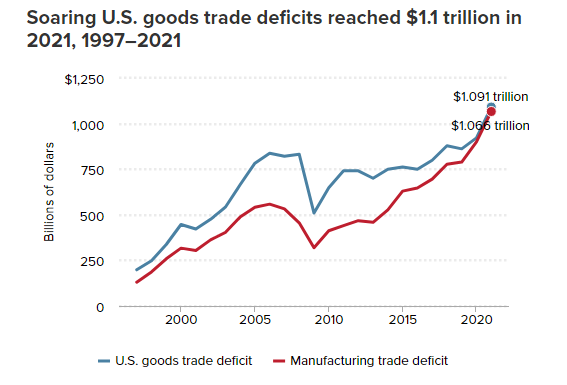 Soaring U.S. goods trade deficits reached $1.1 trillion in
2021, 1997–2021
$1,250
1,000
750
500
250
0
Billions of dollars
$1.091 trillion
$1.066 trillion
2000 2005 2010 2015 2020
U.S. goods trade deficit Manufacturing trade deficit